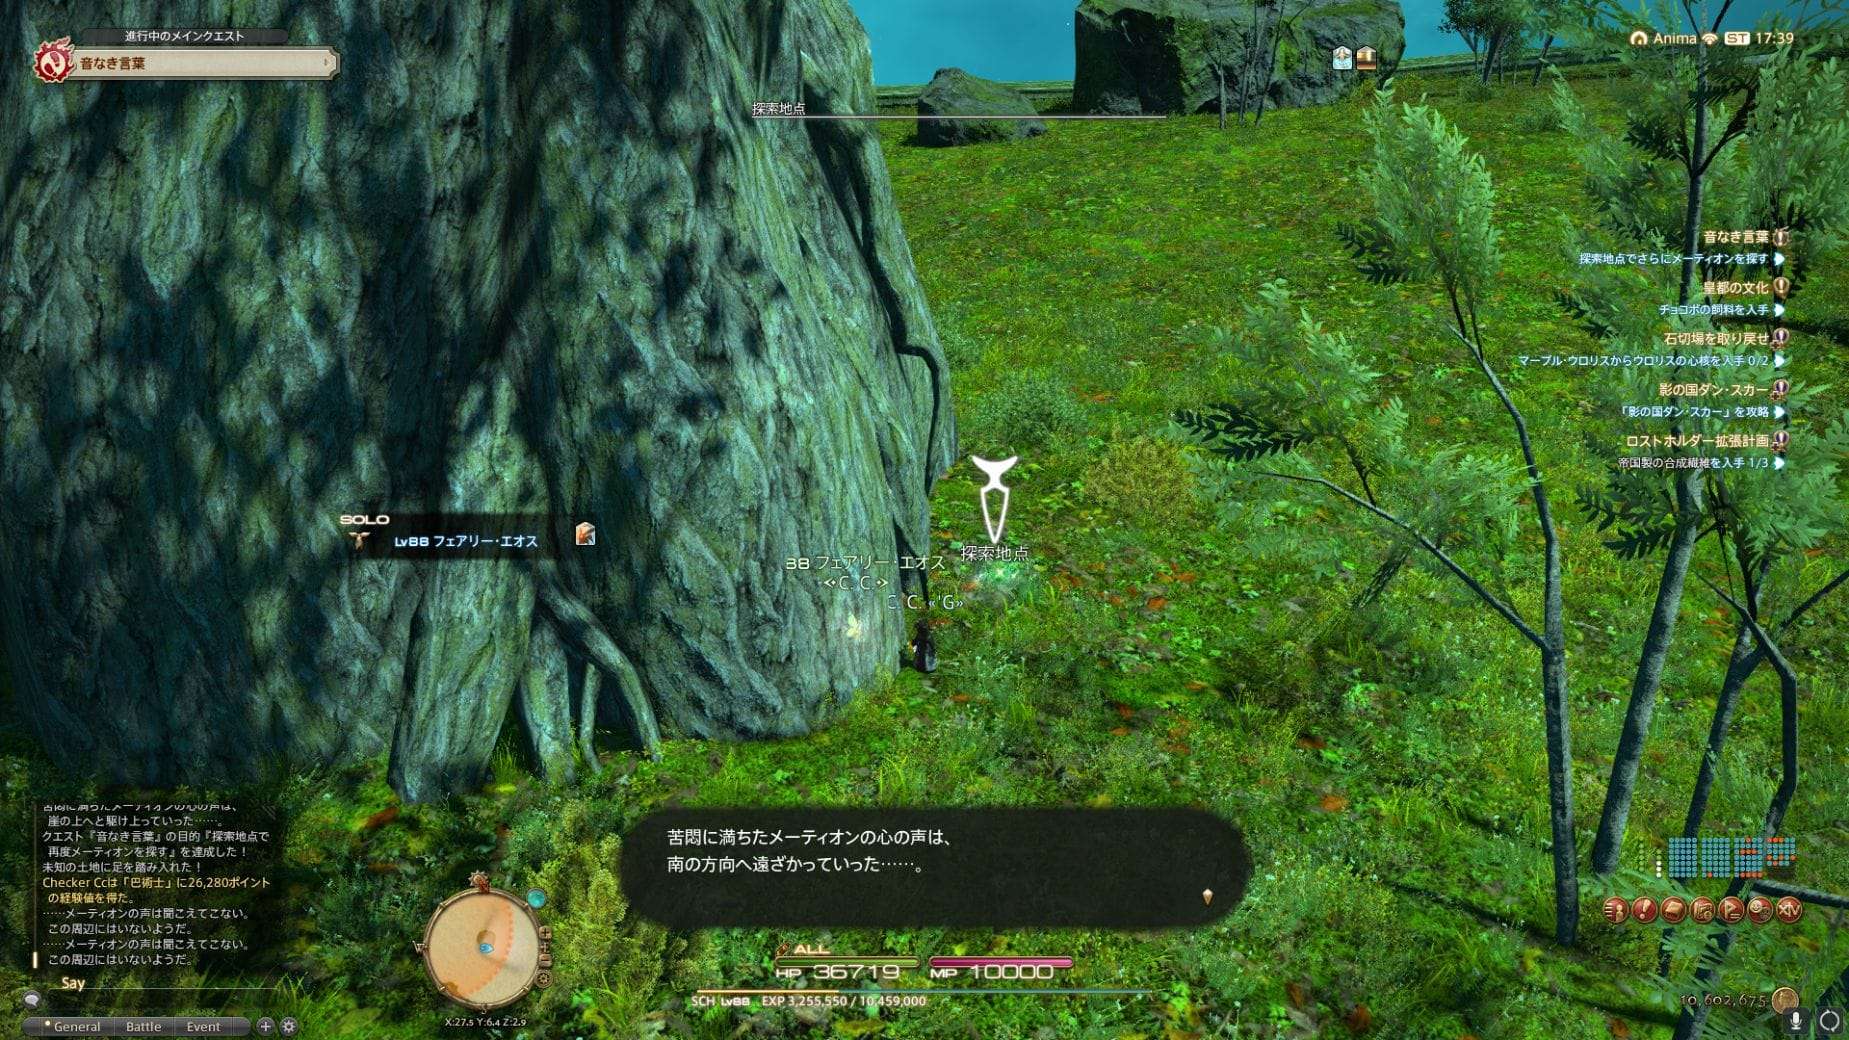 進行中のメインクエスト
音なき言葉
Anima ST 17:39
探索地点
音なき言葉
探索地点でさらにメーティオンを探す
皇都の文化
チョコボの飼料を入手
石切場を取り戻せ
マーブル・ウロリスからウロリスの心核を入手 0/2
影の国ダン・スカー
「影の国ダン・スカー」を攻略
ロストホルダー拡張計画
帝国製の合成繊維を入手 1/3
SOLO
Lv88 フェアリー・エオス
38 フェアリー・エオス
C. C.
C. C. «'G»
探索地点
苦悶に満ちたメーティオンの心の声は、
南の方向へ遠ざかっていった……。
苦悶に満ちたメーティオンの心の声は、
崖の上へと駆け上っていった……。
クエスト『音なき言葉』の目的『探索地点で
再度メーティオンを探す』を達成した！
未知の土地に足を踏み入れた！
Checker Ccは「巴術士」に26,280ポイント
の経験値を得た。
……メーティオンの声は聞こえてこない。
この周辺にはいないようだ。
……メーティオンの声は聞こえてこない。
この周辺にはいないようだ。
Say
General Battle Event
X:27.5 Y:6.4 Z:2.9
ALL
HP 36719 MP 10000
SCH Lv88 EXP 3,255,550 / 10,459,000
XIV
10,602,675